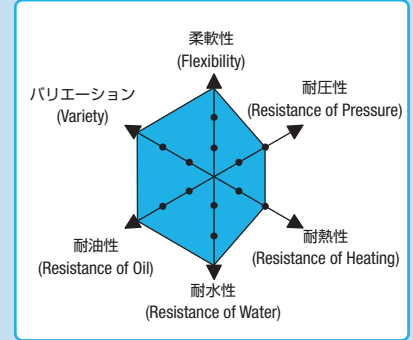 柔軟性
(Flexibility)
耐圧性
(Resistance of Pressure)
バリエーション
(Variety)
耐熱性
(Resistance of Heating)
耐油性
(Resistance of Oil)
耐水性
(Resistance of Water)